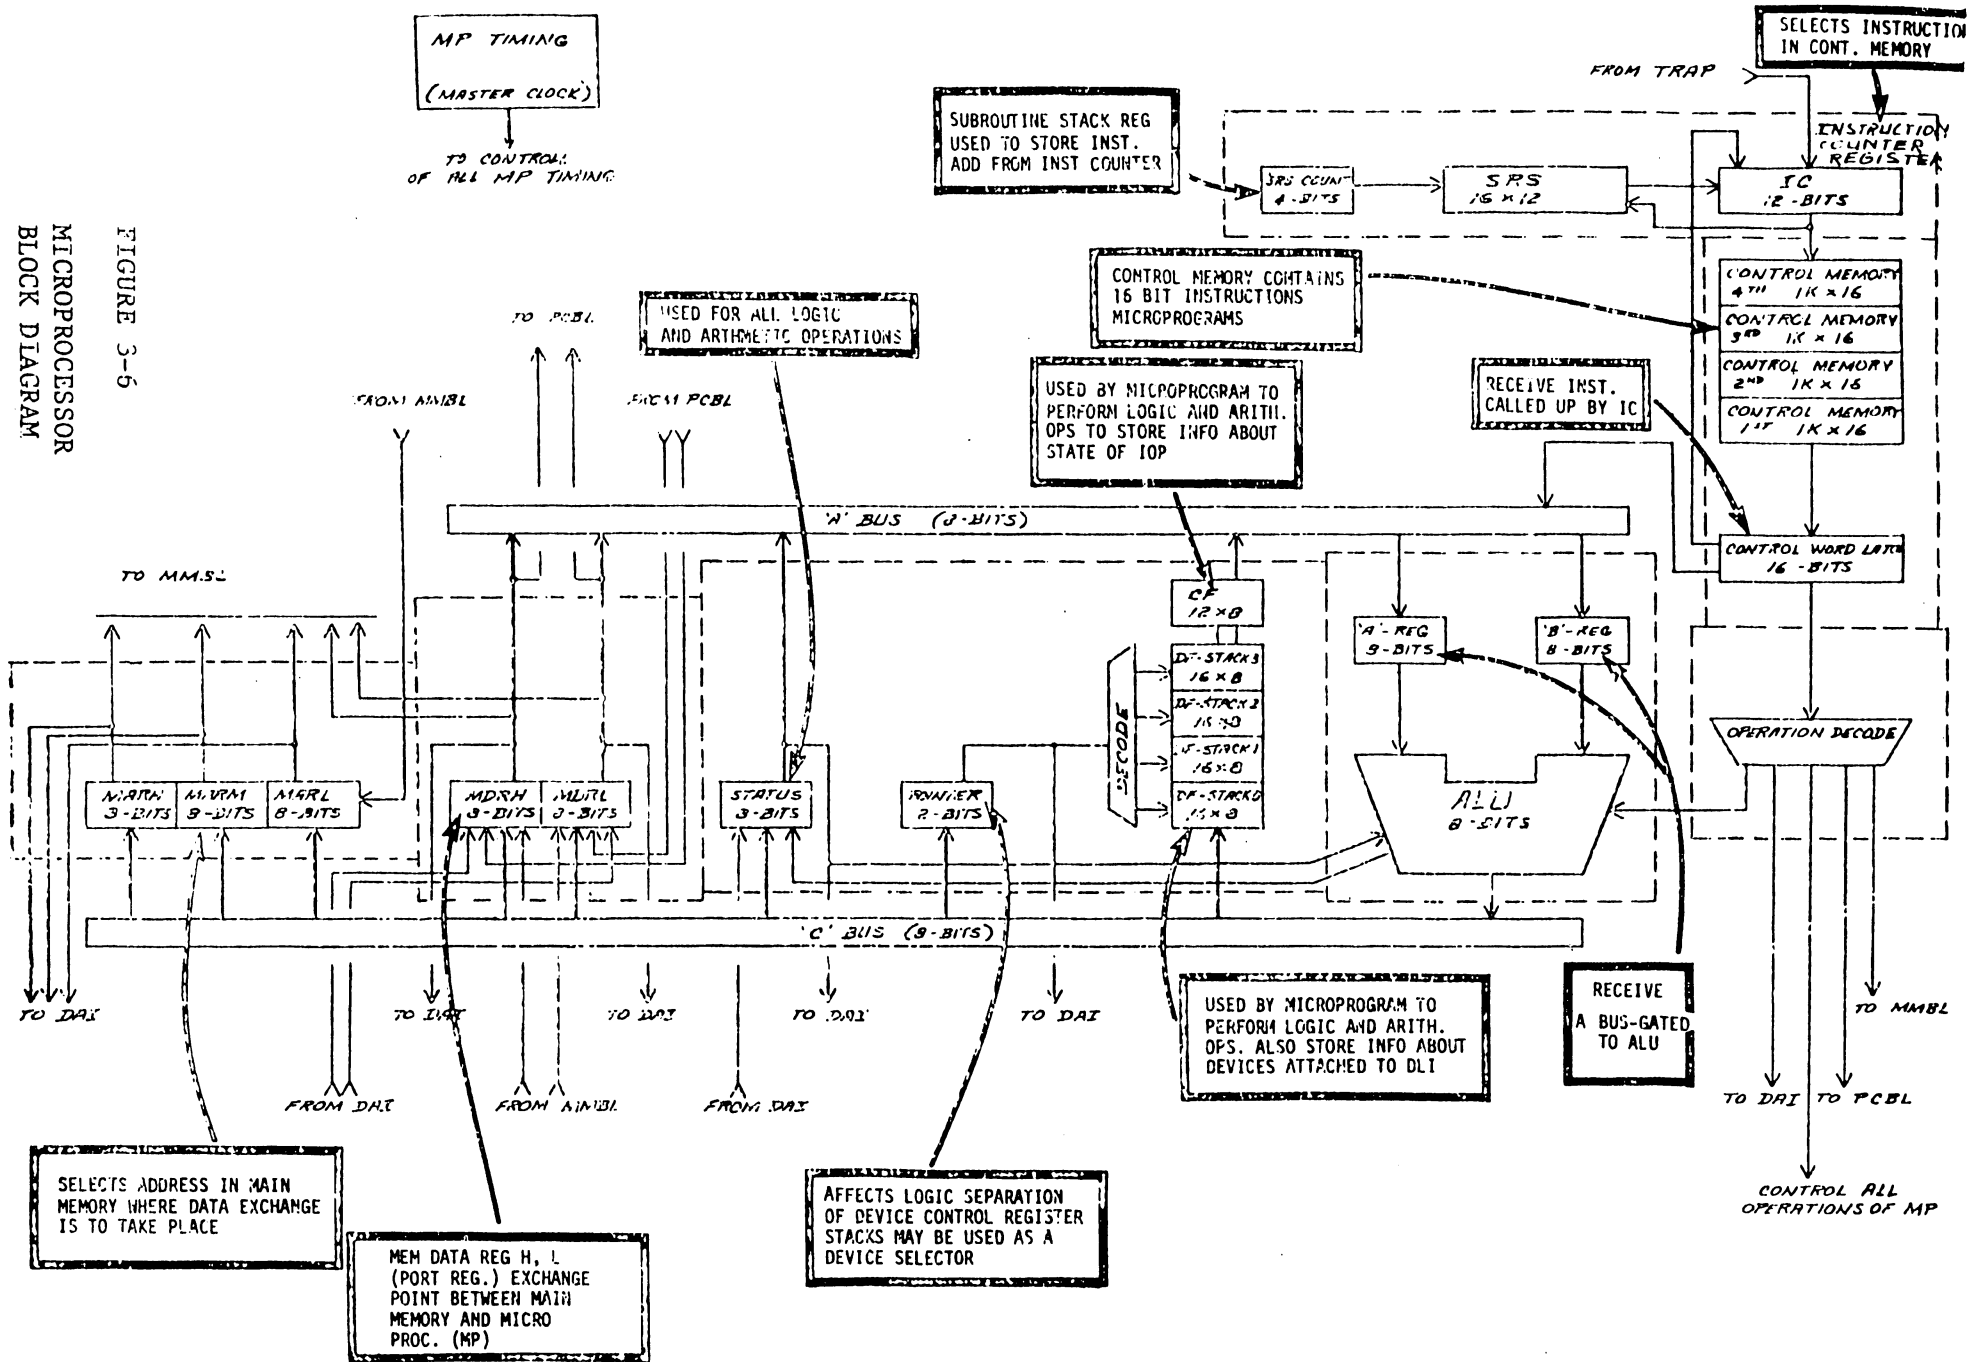 MP TIMING
(MASTER CLOCK)
TO CONTROL
OF ALL MP TIMING
SELECTS INSTRUCTION
IN CONT. MEMORY
FROM TRAP
SUBROUTINE STACK REG
USED TO STORE INST.
ADD FROM INST COUNTER
INSTRUCTION
COUNTER
REGISTER
SRS COUNT
4-BITS
SRS
16 x 12
IC
12-BITS
FIGURE 3-6
MICROPROCESSOR
BLOCK DIAGRAM
CONTROL MEMORY CONTAINS
16 BIT INSTRUCTIONS
MICROPROGRAMS
CONTROL MEMORY
4TH 1K x 16
CONTROL MEMORY
3RD 1K x 16
CONTROL MEMORY
2ND 1K x 16
CONTROL MEMORY
1ST 1K x 16
TO PCBL
USED FOR ALL LOGIC
AND ARTHMETIC OPERATIONS
USED BY MICROPROGRAM TO
PERFORM LOGIC AND ARITH.
OPS TO STORE INFO ABOUT
STATE OF IOP
RECEIVE INST.
CALLED UP BY IC
FROM MMBL
FROM PCBL
'A' BUS (8-BITS)
CONTROL WORD LATCH
16-BITS
TO
CF
12 x 8
'A'-REG
'B'-REG
8-BITS
DF-STACK 3
16 x 8
DF-STACK 2
16 x 8
DF-STACK 1
16 x 8
DF-STACK 0
16 x 8
DECODE
OPERATION DECODE
MARH
MARM
MARL
8-BITS
MDRH
MDRL
STATUS
2-BITS
ALU
8-BITS
'C' BUS (8-BITS)
TO DAI
TO DAI
TO DAI
TO DAI
TO DAI
FROM DAI
FROM MMBL
FROM DAI
USED BY MICROPROGRAM TO
PERFORM LOGIC AND ARITH.
OPS. ALSO STORE INFO ABOUT
DEVICES ATTACHED TO DLI
RECEIVE
A BUS-GATED
TO ALU
TO MMBL
TO DAI
TO PCBL
CONTROL ALL
OPERATIONS OF MP
SELECTS ADDRESS IN MAIN
MEMORY WHERE DATA EXCHANGE
IS TO TAKE PLACE
MEM DATA REG H, L
(PORT REG.) EXCHANGE
POINT BETWEEN MAIN
MEMORY AND MICRO
PROC. (MP)
AFFECTS LOGIC SEPARATION
OF DEVICE CONTROL REGISTER
STACKS MAY BE USED AS A
DEVICE SELECTOR